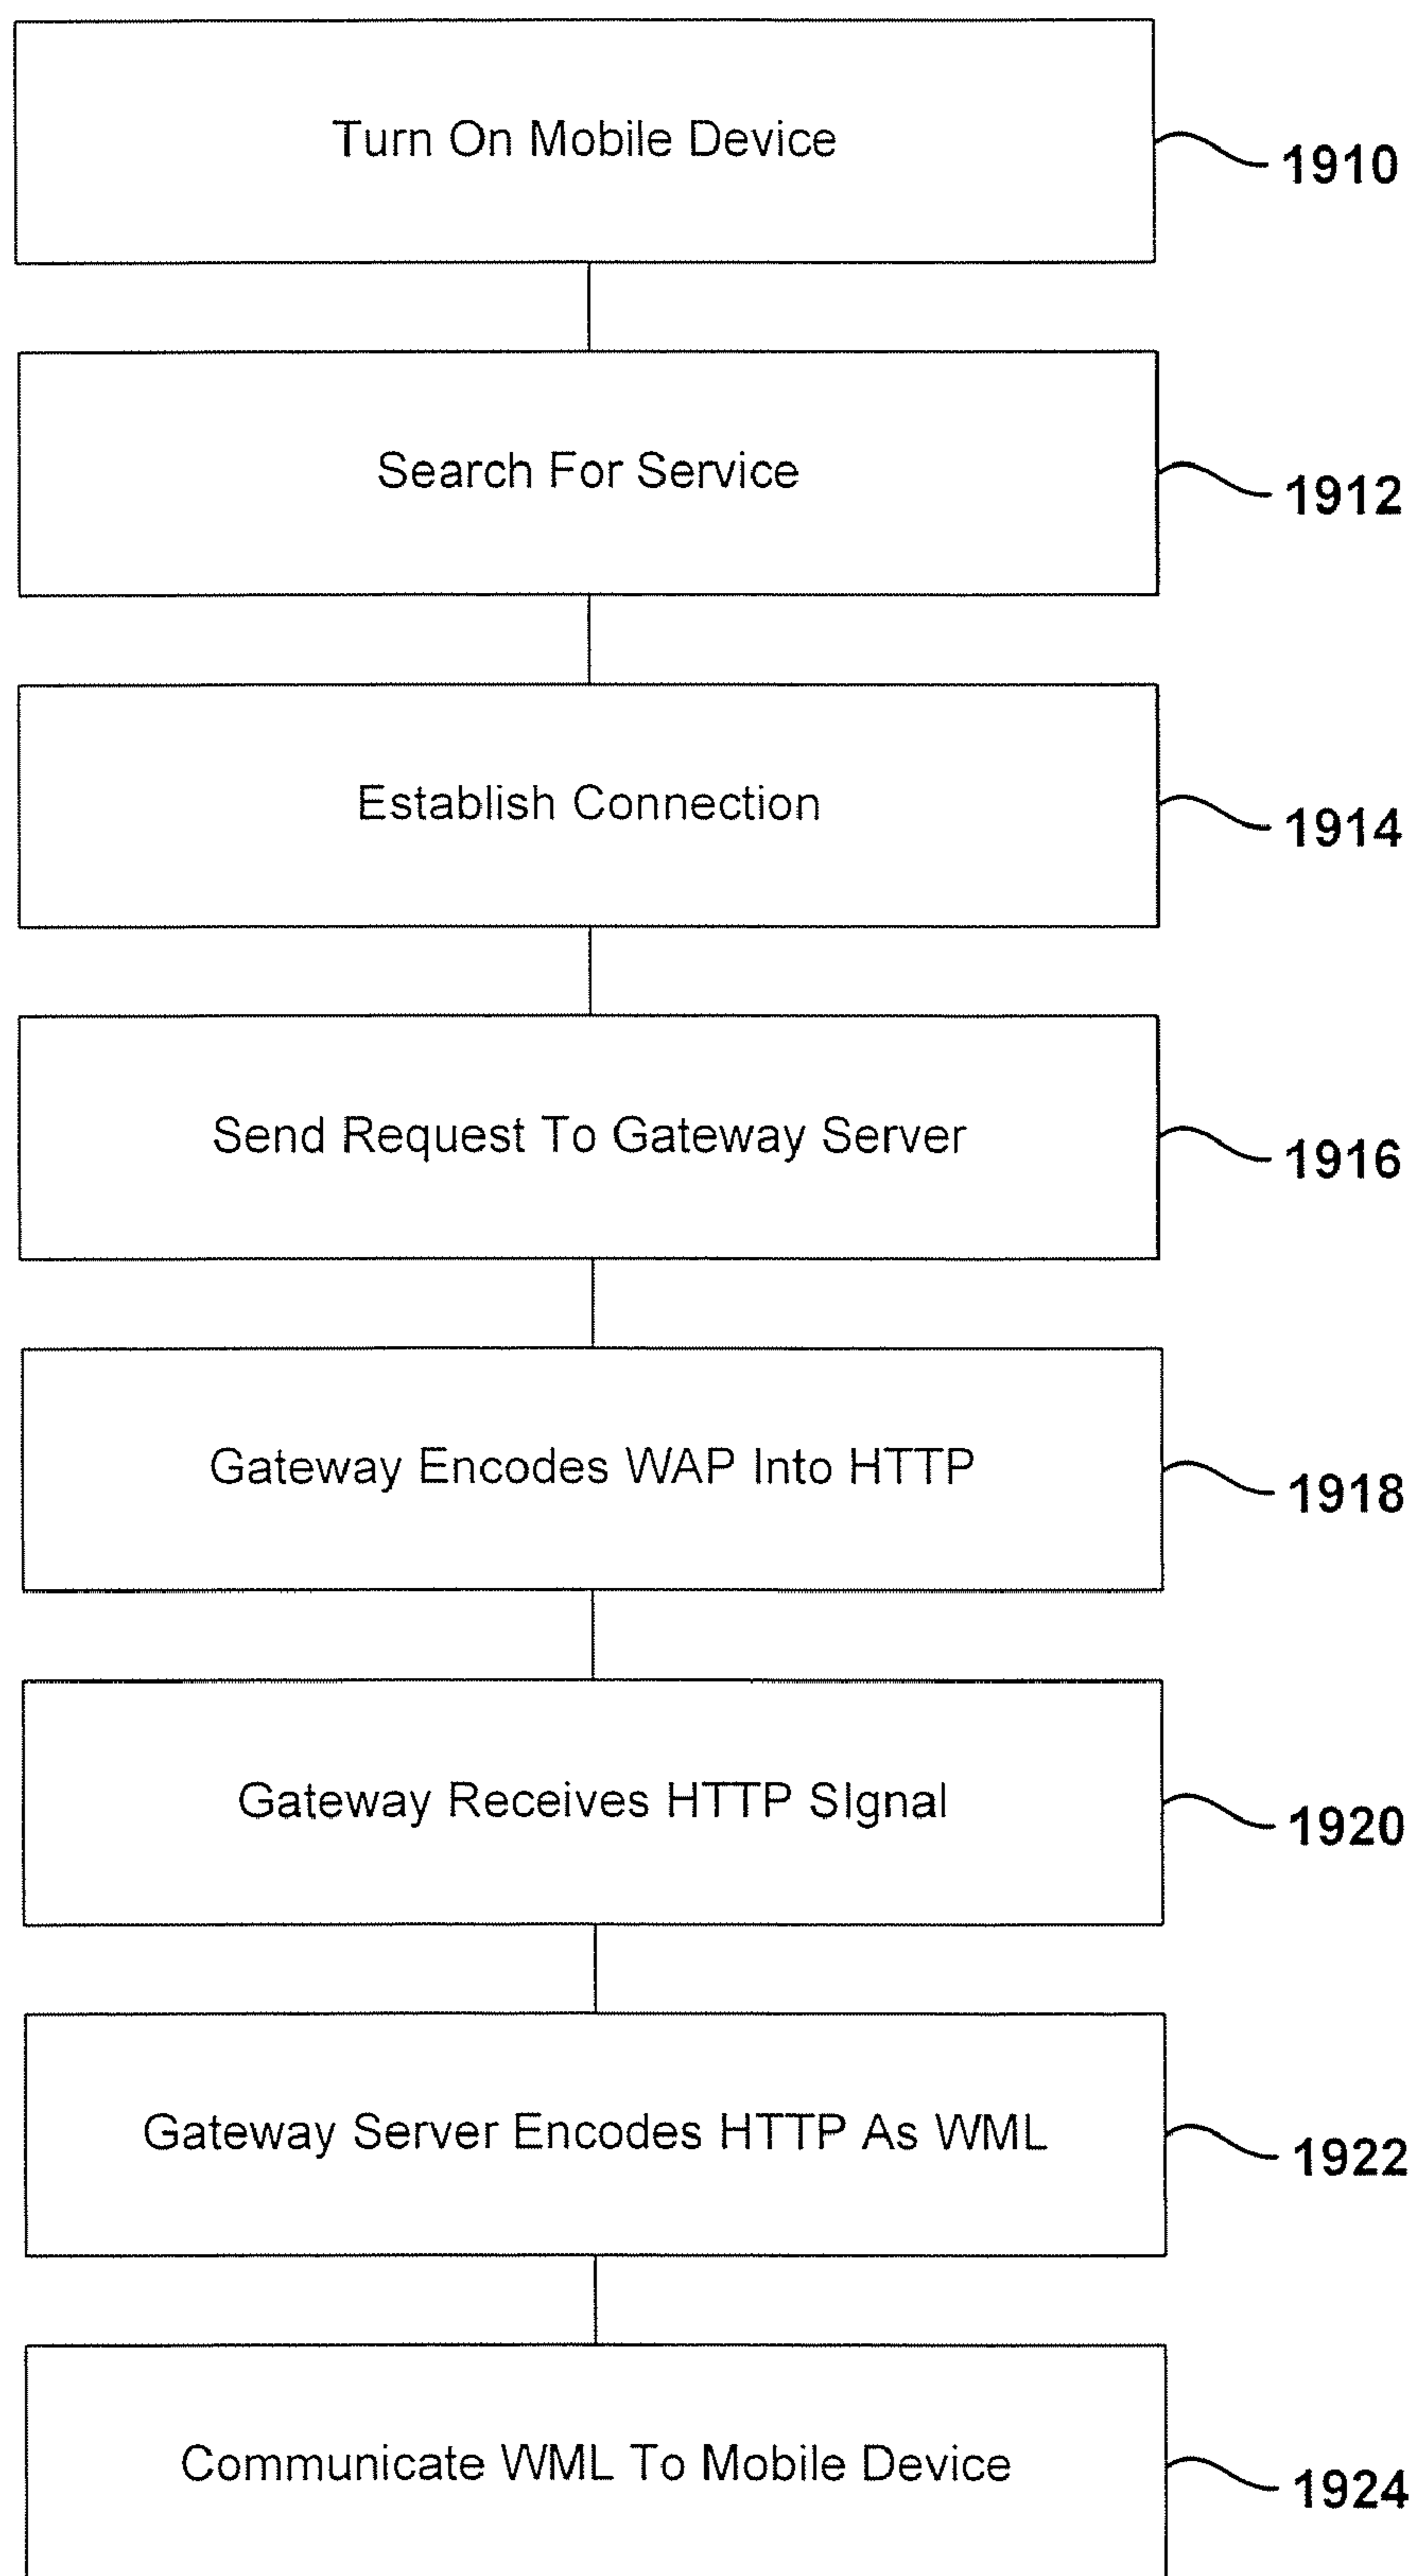 Turn On Mobile Device
1910
Search For Service
1912
Establish Connection
1914
Send Request To Gateway Server
1916
Gateway Encodes WAP Into HTTP
1918
Gateway Receives HTTP SIgnal
1920
Gateway Server Encodes HTTP As WML
1922
Communicate WML To Mobile Device
1924